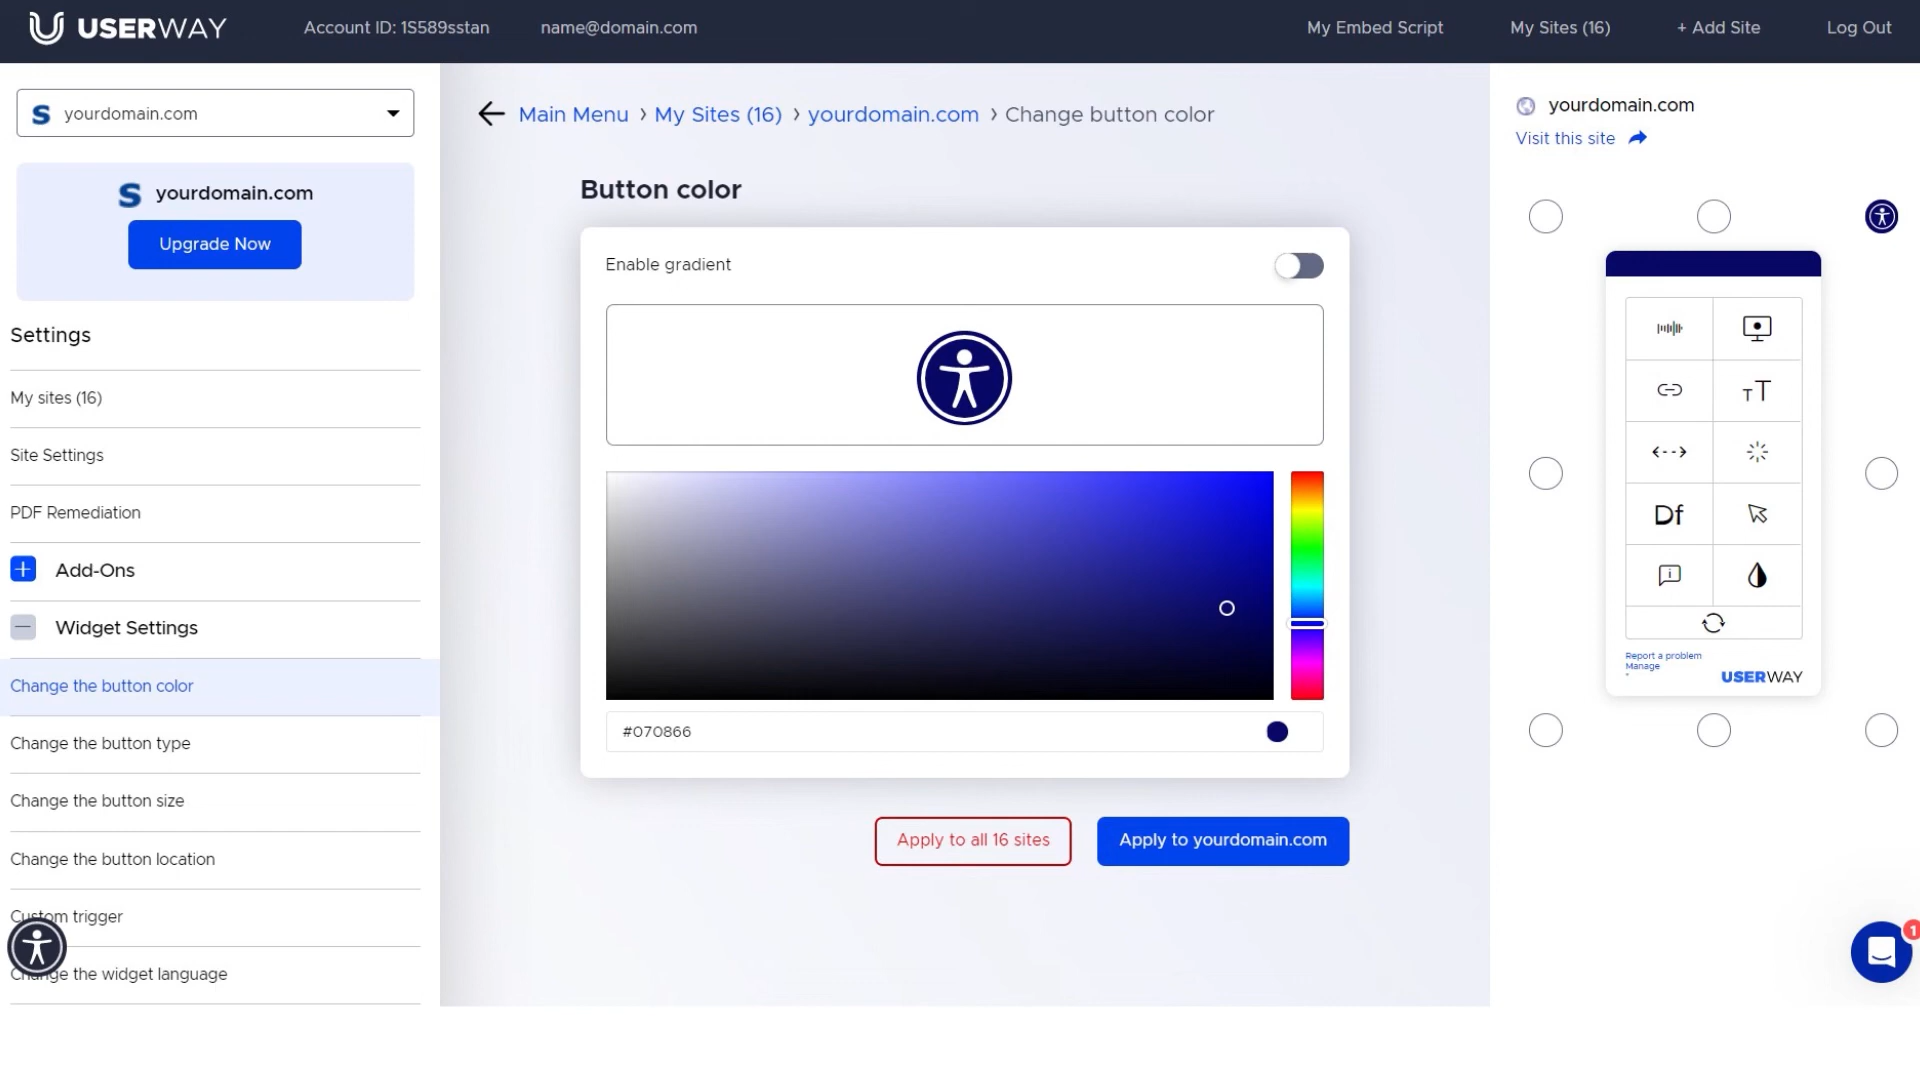 USERWAY
Account ID: 1S589sstan
name@domain.com
My Embed Script
My Sites (16)
+ Add Site
Log Out
yourdomain.com
yourdomain.com
Upgrade Now
Settings
My sites (16)
Site Settings
PDF Remediation
Add-Ons
Widget Settings
Change the button color
Change the button type
Change the button size
Change the button location
Custom trigger
Change the widget language
Main Menu › My Sites (16) › yourdomain.com › Change button color
Button color
Enable gradient
#070866
Apply to all 16 sites
Apply to yourdomain.com
yourdomain.com
Visit this site
TT
Df
i
Report a problem
Manage
USERWAY
1